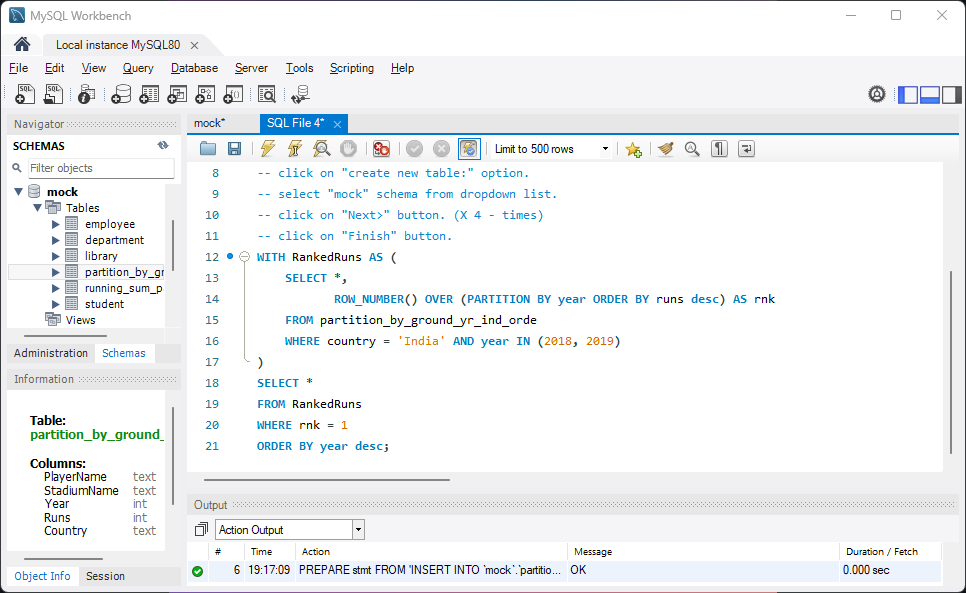 MySQL Workbench
Local instance MySQL80
File Edit View Query Database Server Tools Scripting Help
Navigator
SCHEMAS
Filter objects
mock
Tables
employee
department
library
partition_by_gr
running_sum_p
student
Views
Administration Schemas
Information
Table:
partition_by_ground_
Columns:
PlayerName text
StadiumName text
Year int
Runs int
Country text
Object Info Session
mock* SQL File 4*
Limit to 500 rows
8 -- click on "create new table:" option.
9 -- select "mock" schema from dropdown list.
10 -- click on "Next>" button. (X 4 - times)
11 -- click on "Finish" button.
12 WITH RankedRuns AS (
13 SELECT *,
14 ROW_NUMBER() OVER (PARTITION BY year ORDER BY runs desc) AS rnk
15 FROM partition_by_ground_yr_ind_orde
16 WHERE country = 'India' AND year IN (2018, 2019)
17 )
18 SELECT *
19 FROM RankedRuns
20 WHERE rnk = 1
21 ORDER BY year desc;
Output
Action Output
# Time Action Message Duration / Fetch
6 19:17:09 PREPARE stmt FROM 'INSERT INTO `mock`.`partitio... OK 0.000 sec